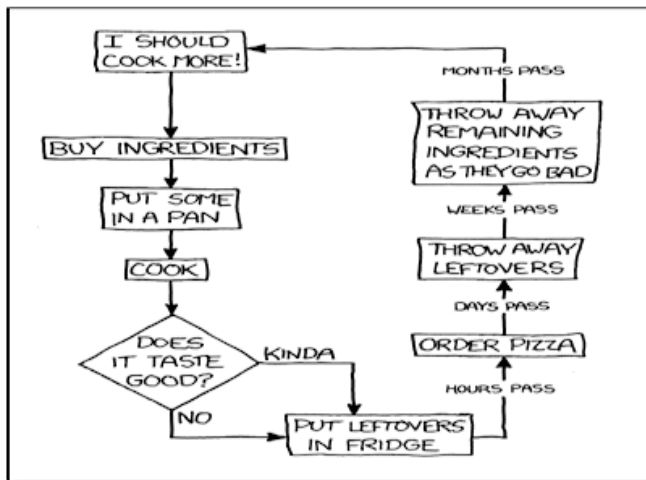 I SHOULD
COOK MORE!
BUY INGREDIENTS
PUT SOME
IN A PAN
COOK
DOES
IT TASTE
GOOD?
KINDA
NO
PUT LEFTOVERS
IN FRIDGE
HOURS PASS
ORDER PIZZA
DAYS PASS
THROW AWAY
LEFTOVERS
WEEKS PASS
THROW AWAY
REMAINING
INGREDIENTS
AS THEY GO BAD
MONTHS PASS